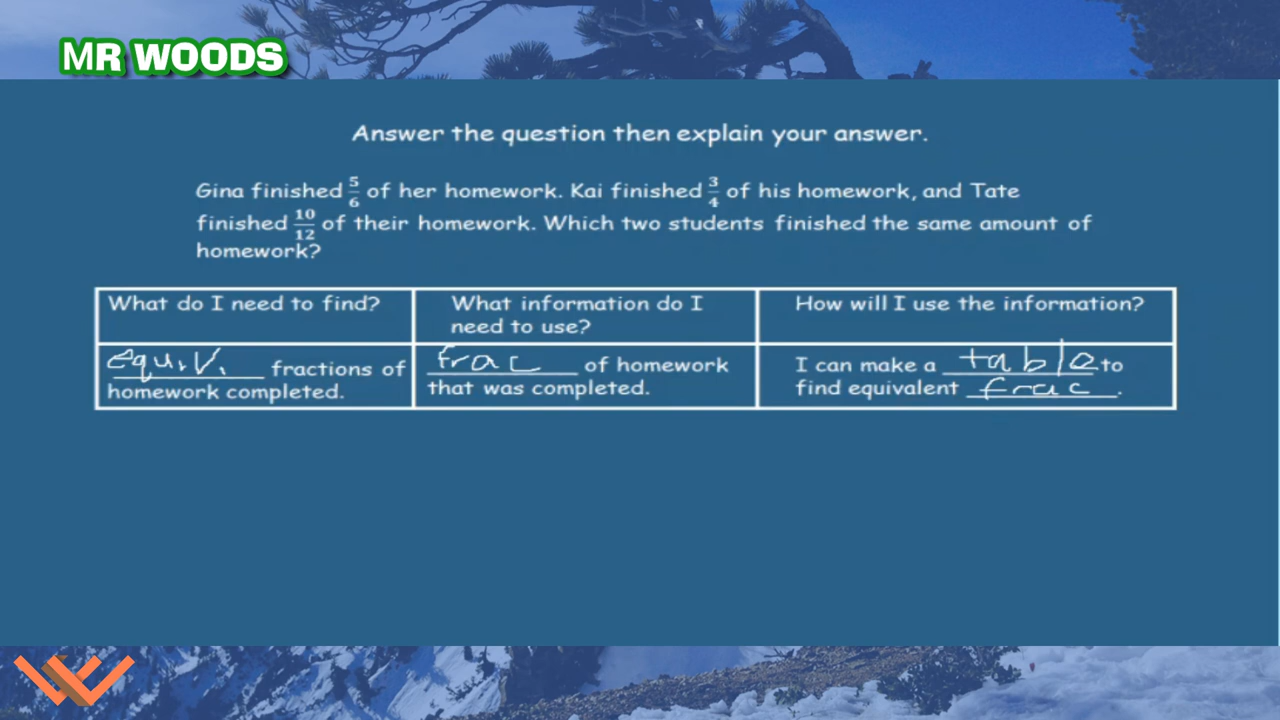 MR WOODS
Answer the question then explain your answer.
Gina finished 5/6 of her homework. Kai finished 3/4 of his homework, and Tate
finished 10/12 of their homework. Which two students finished the same amount of
homework?
What do I need to find?
What information do I
need to use?
How will I use the information?
equiv. fractions of
homework completed.
frac of homework
that was completed.
I can make a table to
find equivalent frac.